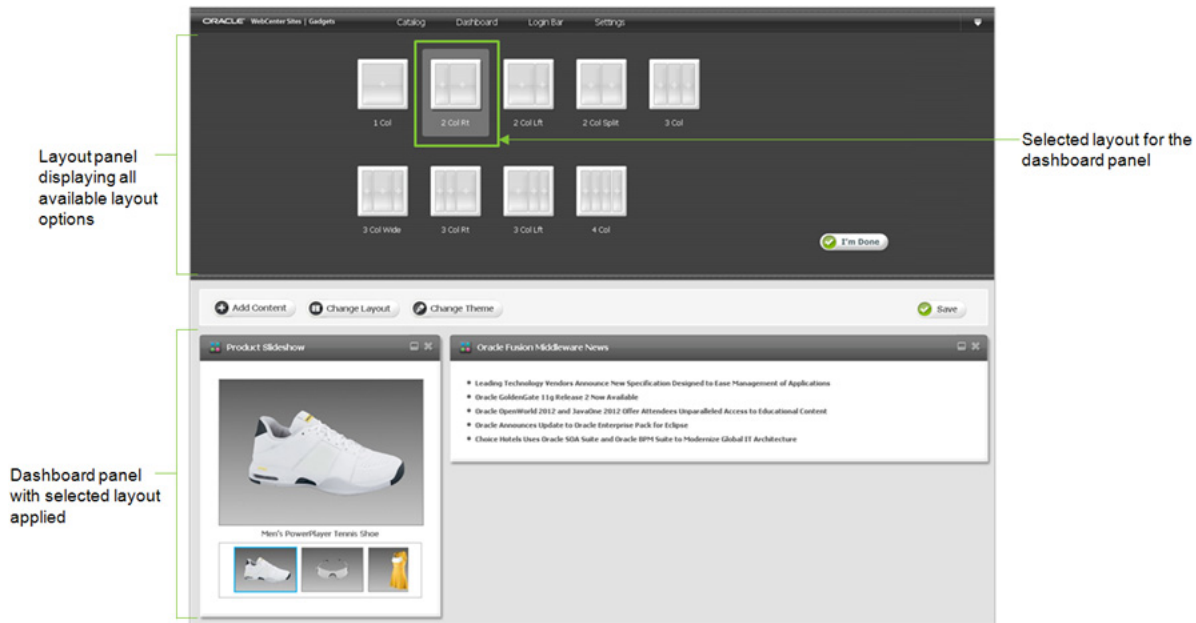 ORACLE WebCenter Sites | Gadgets
Catalog
Dashboard
Login Bar
Settings
1 Col
2 Col Rt
2 Col Lft
2 Col Split
3 Col
3 Col Wide
3 Col Rt
3 Col Lft
4 Col
I'm Done
Layout panel
displaying all
available layout
options
Selected layout for the
dashboard panel
Add Content
Change Layout
Change Theme
Save
Dashboard panel
with selected layout
applied
Product Slideshow
Men's PowerPlayer Tennis Shoe
Oracle Fusion Middleware News
Leading Technology Vendors Announce New Specification Designed to Ease Management of Applications
Oracle GoldenGate 11g Release 2 Now Available
Oracle OpenWorld 2012 and JavaOne 2012 Offer Attendees Unparalleled Access to Educational Content
Oracle Announces Update to Oracle Enterprise Pack for Eclipse
Choice Hotels Uses Oracle SOA Suite and Oracle BPM Suite to Modernize Global IT Architecture